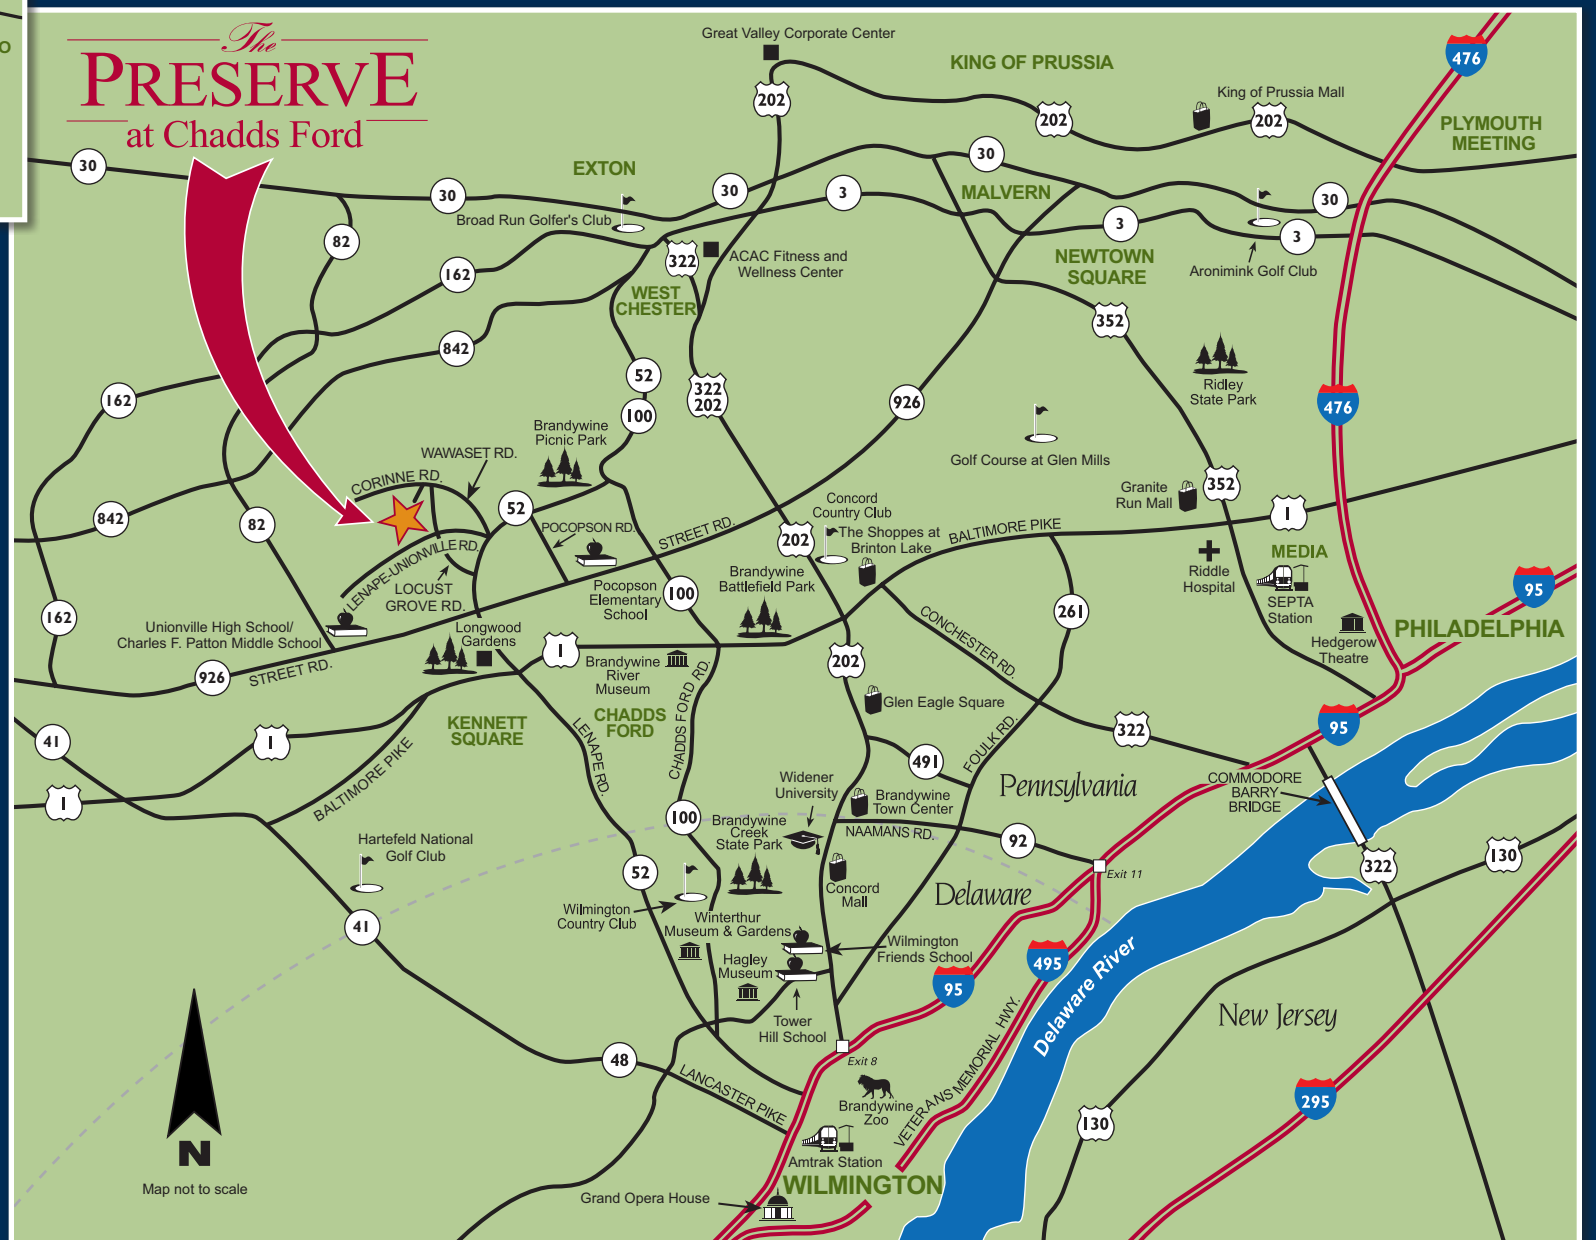 O
The
PRESERVE
at Chadds Ford
Great Valley Corporate Center
KING OF PRUSSIA
476
202
202
King of Prussia Mall
202
PLYMOUTH
MEETING
30
EXTON
30
30
30
3
MALVERN
30
Broad Run Golfer's Club
3
3
82
322
ACAC Fitness and
Wellness Center
NEWTOWN
SQUARE
Aronimink Golf Club
162
WEST
CHESTER
352
842
52
322
202
Ridley
State Park
162
100
926
476
Brandywine
Picnic Park
Golf Course at Glen Mills
WAWASET RD.
CORINNE RD.
352
Granite
Run Mall
842
82
52
Concord
Country Club
1
POCOPSON RD.
STREET RD.
202
The Shoppes at
Brinton Lake
BALTIMORE PIKE
LENAPE-UNIONVILLE RD.
MEDIA
Riddle
Hospital
LOCUST
GROVE RD.
Pocopson
Elementary
School
100
Brandywine
Battlefield Park
SEPTA
Station
95
162
261
Unionville High School/
Charles F. Patton Middle School
Longwood
Gardens
1
CONCHESTER RD.
Hedgerow
Theatre
PHILADELPHIA
926
STREET RD.
Brandywine
River
Museum
202
Glen Eagle Square
CHADDS FORD RD.
KENNETT
SQUARE
CHADDS
FORD
322
95
41
1
LENAPE RD.
491
FOULK RD.
BALTIMORE PIKE
1
Widener
University
Pennsylvania
COMMODORE
BARRY
BRIDGE
Brandywine
Town Center
100
Brandywine
Creek
State Park
NAAMANS RD.
92
Hartefeld National
Golf Club
130
322
52
Exit 11
Concord
Mall
Delaware
41
Wilmington
Country Club
Winterthur
Museum & Gardens
Wilmington
Friends School
Hagley
Museum
495
95
Delaware River
Tower
Hill School
New Jersey
48
Exit 8
LANCASTER PIKE
VETERANS MEMORIAL HWY.
Brandywine
Zoo
295
130
N
Amtrak Station
Map not to scale
WILMINGTON
Grand Opera House